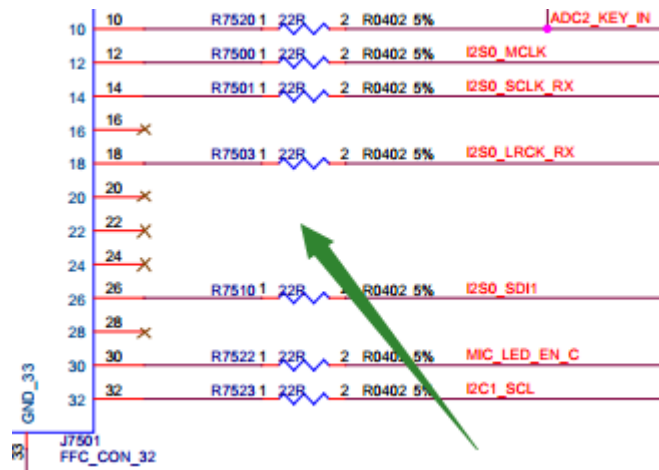 10 10 R7520 1 22R 2 R0402 5% ADC2_KEY_IN
12 12 R7500 1 22R 2 R0402 5% I2S0_MCLK
14 14 R7501 1 22R 2 R0402 5% I2S0_SCLK_RX
16 16
18 18 R7503 1 22R 2 R0402 5% I2S0_LRCK_RX
20 20
22 22
24 24
26 26 R7510 1 22R 2 R0402 5% I2S0_SDI1
28 28
30 30 R7522 1 22R 2 R0402 5% MIC_LED_EN_C
32 32 R7523 1 22R 2 R0402 5% I2C1_SCL
GND_33
33
J7501
FFC_CON_32